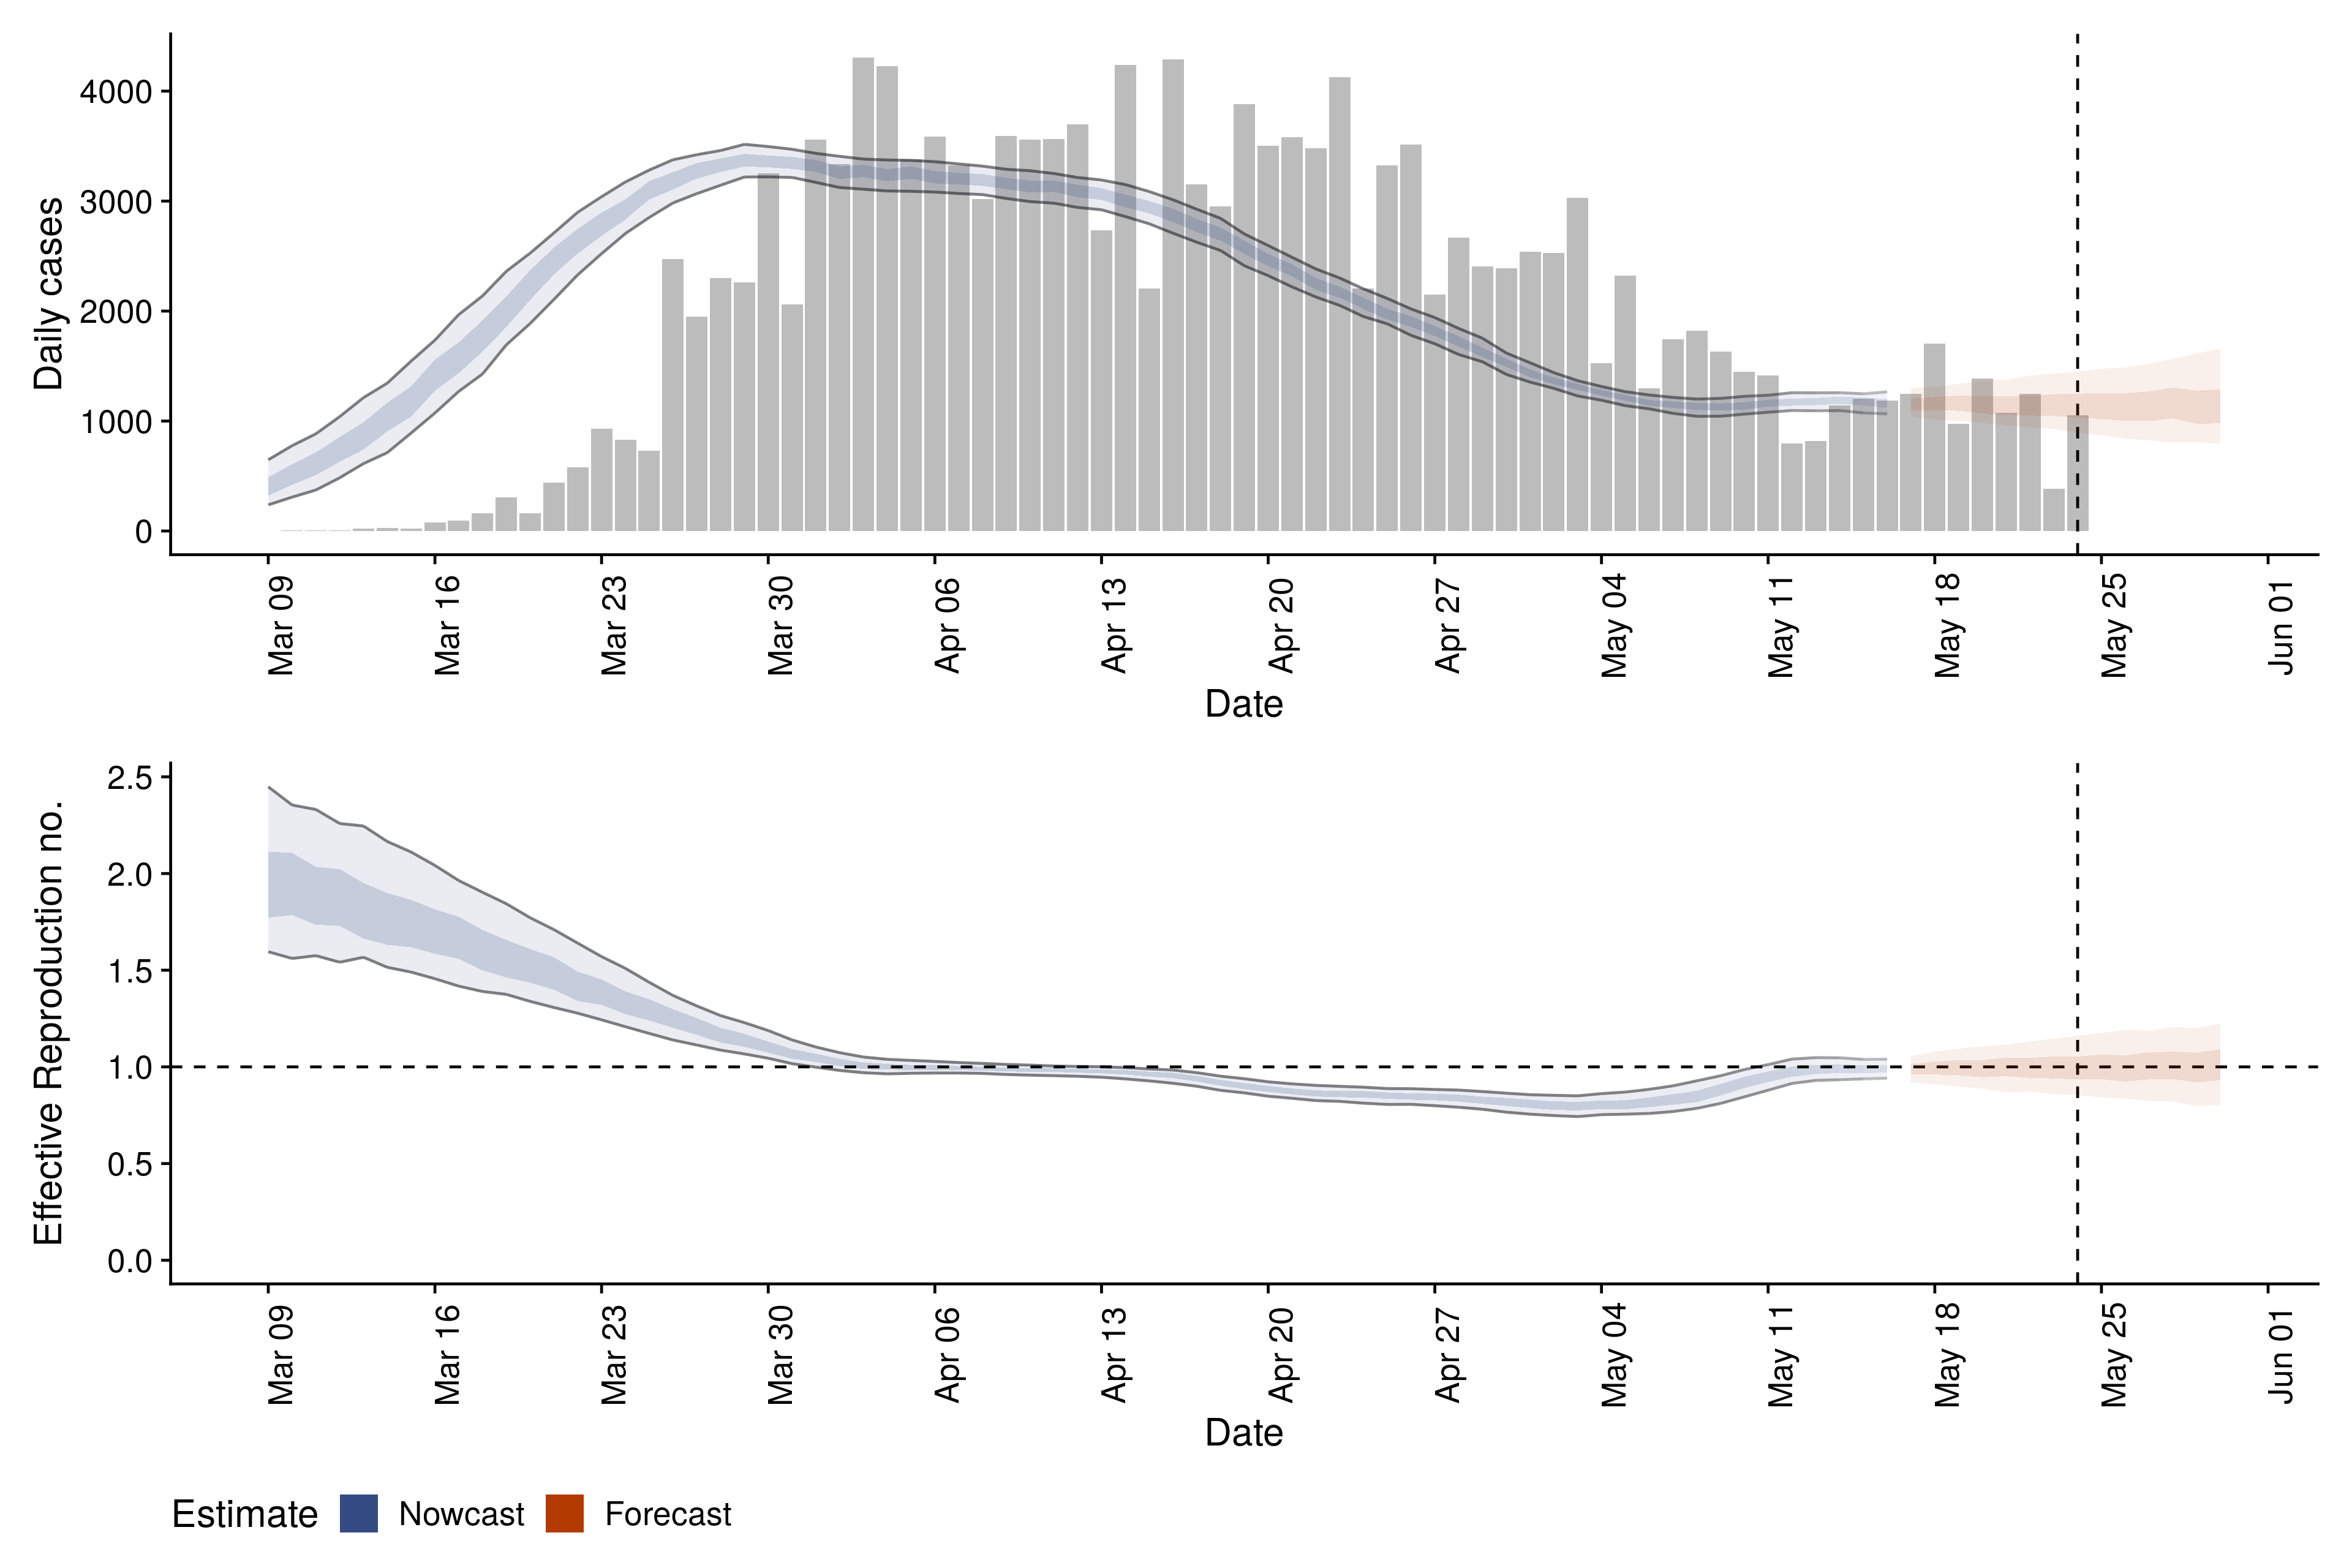 Daily cases
4000
3000
2000
1000
0
Mar 09 Mar 16 Mar 23 Mar 30 Apr 06 Apr 13 Apr 20 Apr 27 May 04 May 11 May 18 May 25 Jun 01
Date
Effective Reproduction no.
2.5
2.0
1.5
1.0
0.5
0.0
Mar 09 Mar 16 Mar 23 Mar 30 Apr 06 Apr 13 Apr 20 Apr 27 May 04 May 11 May 18 May 25 Jun 01
Date
Estimate Nowcast Forecast